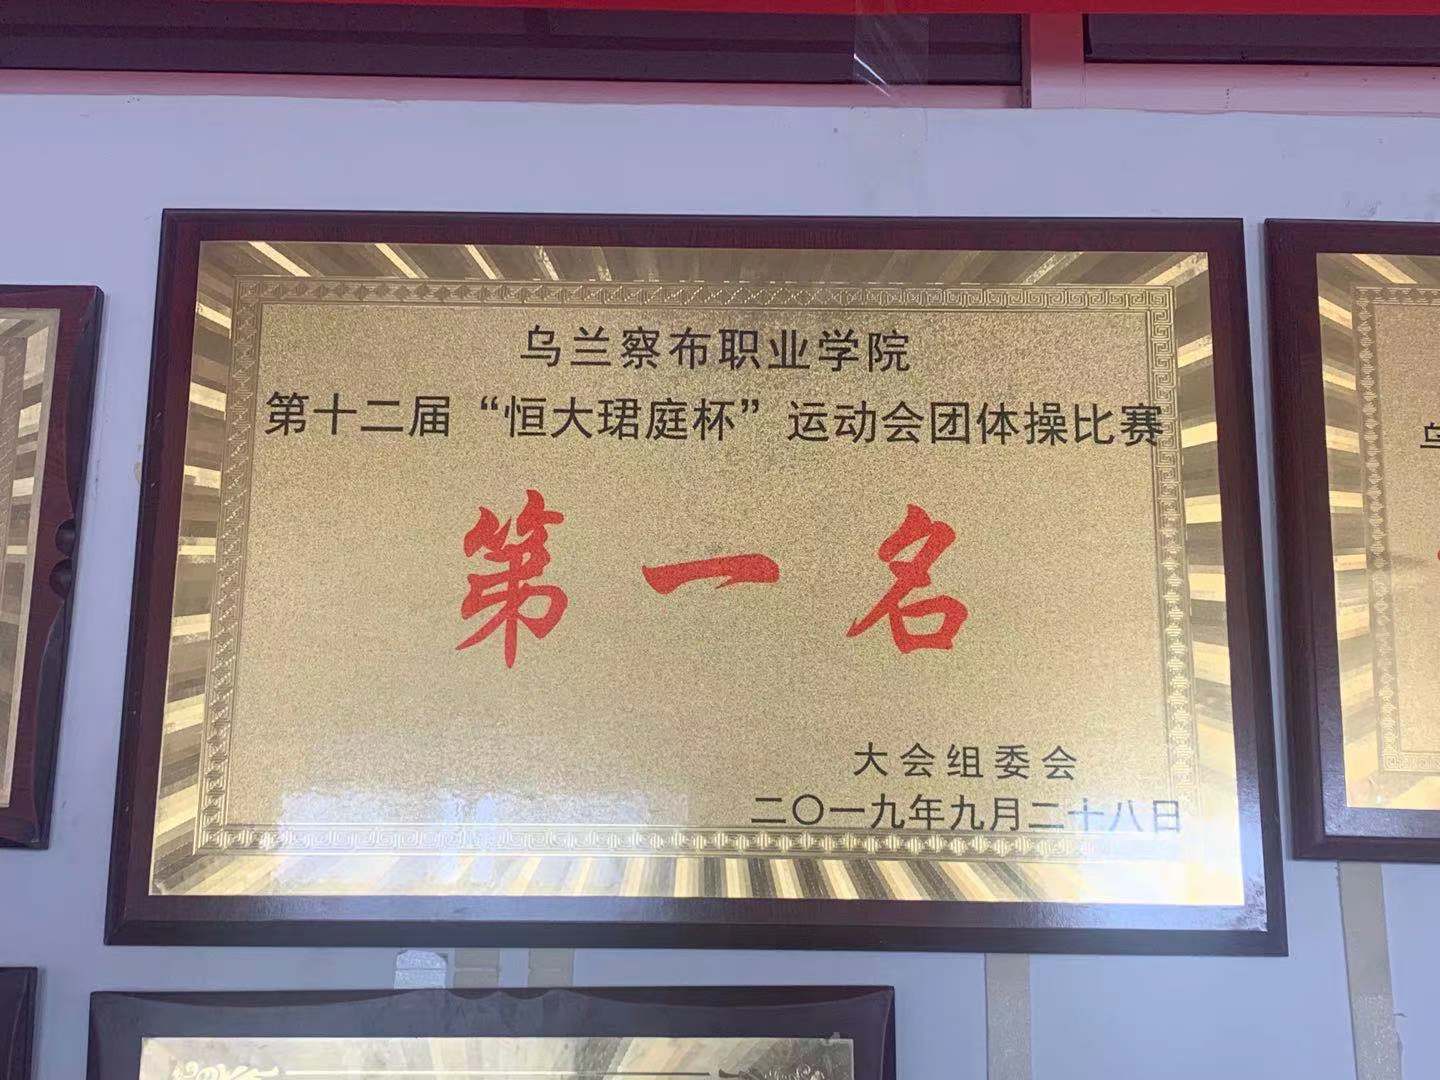 乌兰察布职业学院
第十二届“恒大珺庭杯”运动会团体操比赛
第一名
大会组委会
二〇一九年九月二十八日
乌